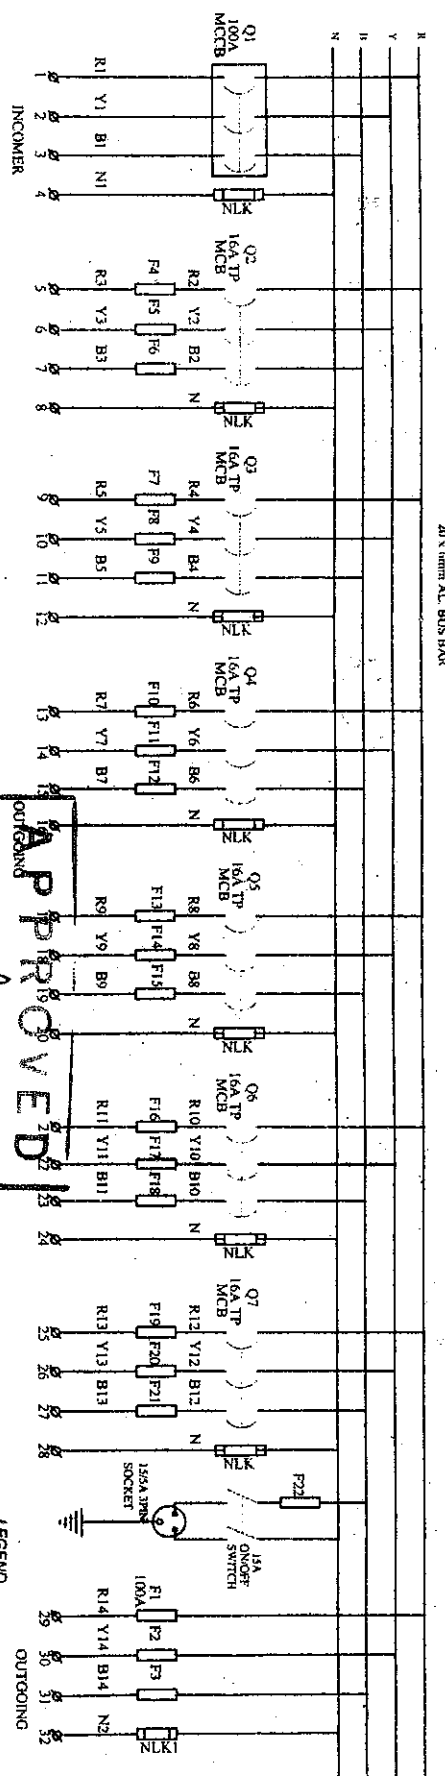 R
Y
B
N
20 x 6mm AL. BUS BAR
Q1
100A
MCCB
NLK
R1
Y1
B1
N1
1
2
3
4
INCOMER
Q2
16A TP
MCB
NLK
R2
Y2
B2
N
F4
F5
F6
R3
Y3
B3
5
6
7
8
Q3
16A TP
MCB
NLK
R4
Y4
B4
N
F7
F8
F9
R5
Y5
B5
9
10
11
12
Q4
16A TP
MCB
NLK
R6
Y6
B6
N
F10
F11
F12
R7
Y7
B7
13
14
15
OUTGOING
APPROVED
Q5
16A TP
MCB
NLK
R8
Y8
B8
N
F13
F14
F15
R9
Y9
B9
18
19
Q6
16A TP
MCB
NLK
R10
Y10
B10
N
F16
F17
F18
R11
Y11
B11
22
23
24
Q7
16A TP
MCB
NLK
R12
Y12
B12
N
F19
F20
F21
R13
Y13
B13
25
26
27
28
F22
15A
ON/OFF
SWITCH
15/5A 3PIN
SOCKET
F1
100A
F2
F3
NLK1
R14
Y14
B14
N2
29
30
31
32
OUTGOING
LEGEND